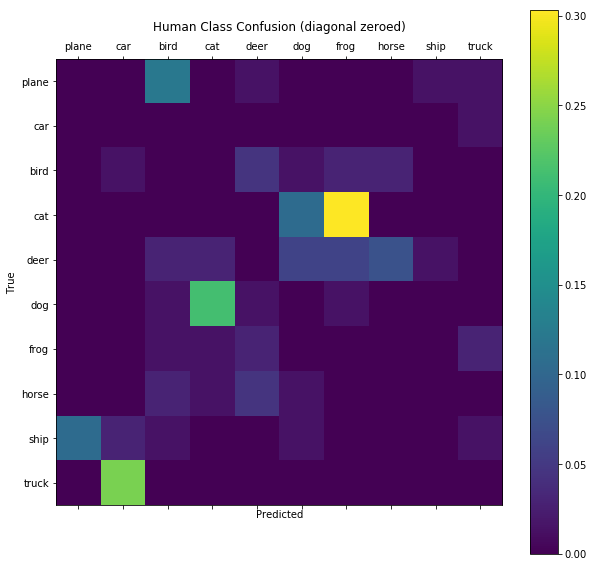 Human Class Confusion (diagonal zeroed)
plane car bird cat deer dog frog horse ship truck
plane
car
bird
cat
deer
dog
frog
horse
ship
truck
True
Predicted
0.30
0.25
0.20
0.15
0.10
0.05
0.00